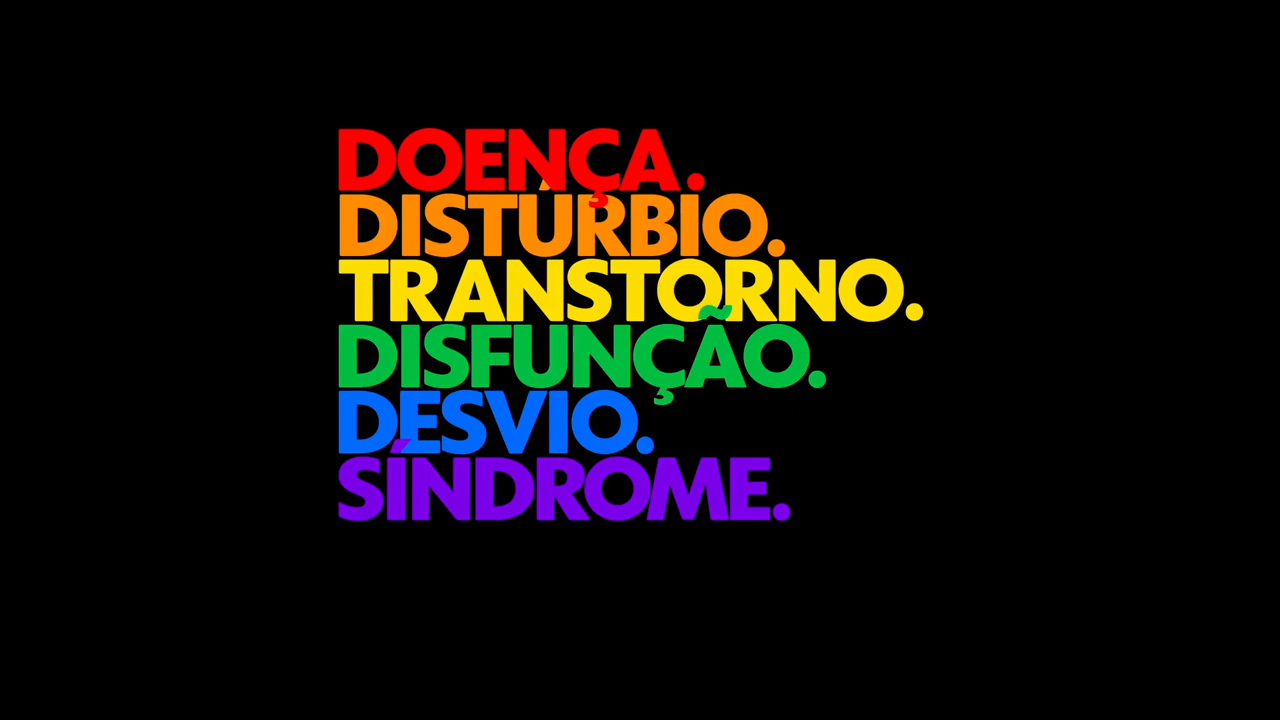 DOENÇA.
DISTÚRBIO.
TRANSTORNO.
DISFUNÇÃO.
DESVIO.
SÍNDROME.